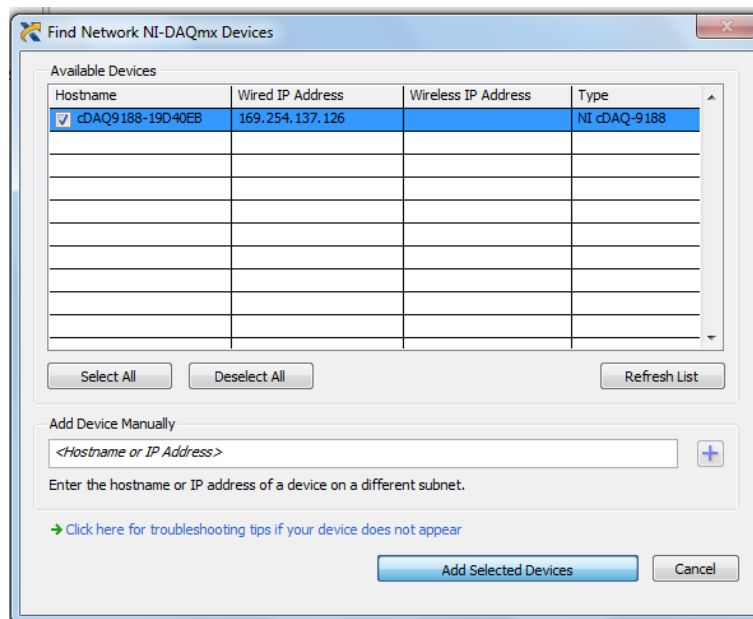 Find Network NI-DAQmx Devices
Available Devices
Hostname Wired IP Address Wireless IP Address Type
cDAQ9188-19D40EB 169.254.137.126 NI cDAQ-9188
Select All Deselect All Refresh List
Add Device Manually
<Hostname or IP Address>
Enter the hostname or IP address of a device on a different subnet.
Click here for troubleshooting tips if your device does not appear
Add Selected Devices Cancel